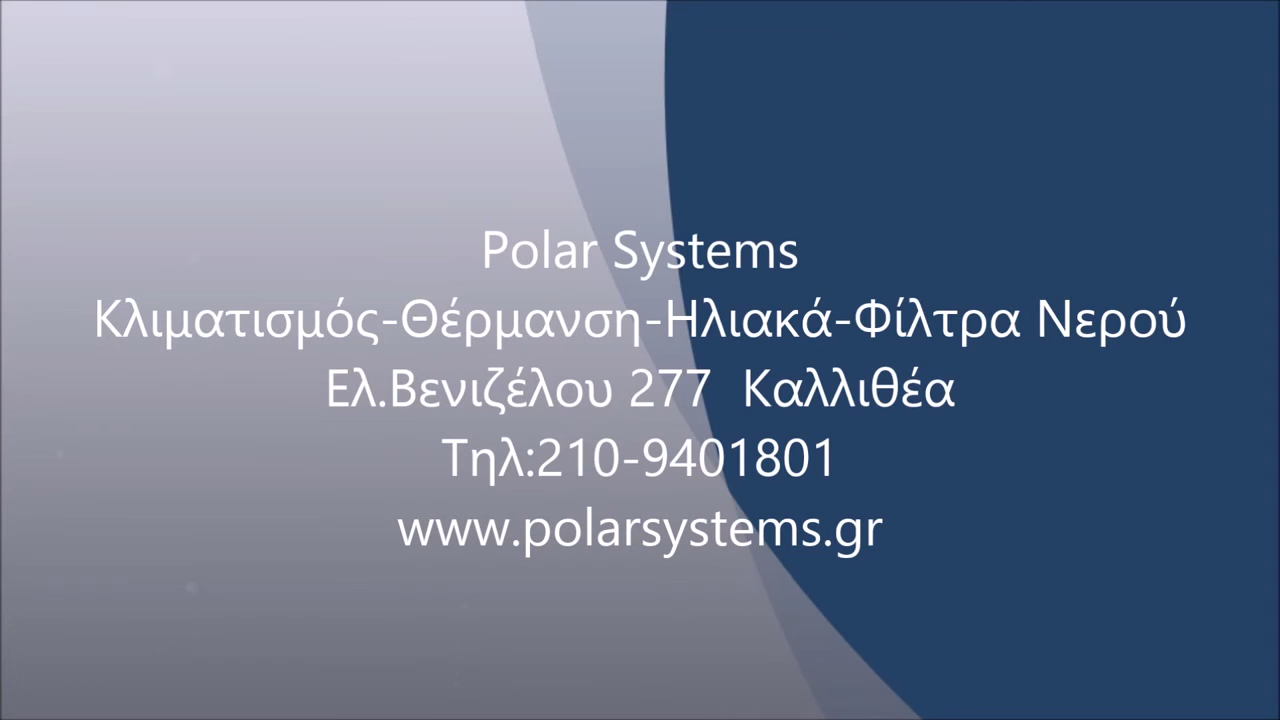 Polar Systems
Κλιματισμός-Θέρμανση-Ηλιακά-Φίλτρα Νερού
Ελ.Βενιζέλου 277  Καλλιθέα
Τηλ:210-9401801
www.polarsystems.gr